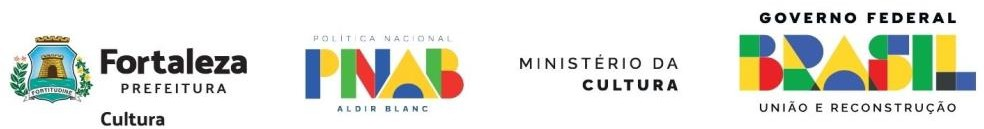 Fortaleza
PREFEITURA
Cultura
FORTITUDINE
POLÍTICA NACIONAL
PNAB
ALDIR BLANC
MINISTÉRIO DA
CULTURA
GOVERNO FEDERAL
BRASIL
UNIÃO E RECONSTRUÇÃO